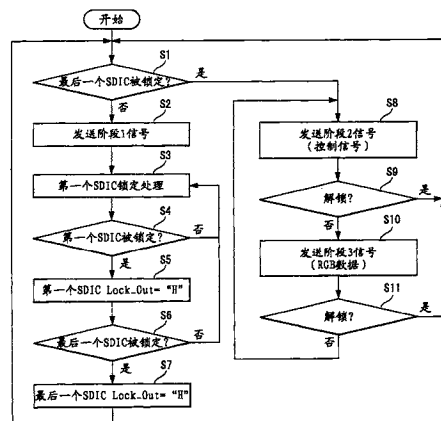 开始
S1
最后一个SDIC被锁定?
是
否
S2
发送阶段1信号
S3
第一个SDIC锁定处理
S4
第一个SDIC被锁定?
否
是
S5
第一个SDIC Lock_Out= “H”
S6
最后一个SDIC被锁定?
否
是
S7
最后一个SDIC Lock_Out= “H”
S8
发送阶段2信号
(控制信号)
S9
解锁?
是
否
S10
发送阶段3信号
(RGB数据)
S11
解锁?
是
否